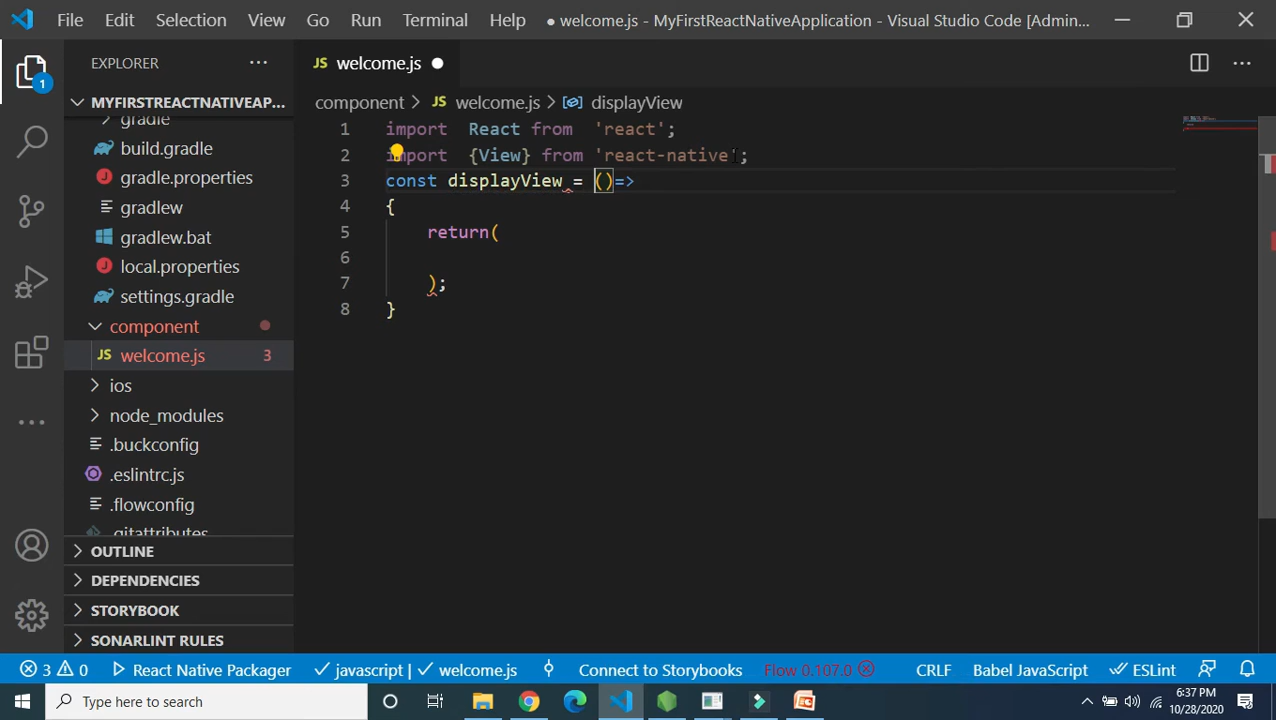 File Edit Selection View Go Run Terminal Help ● welcome.js - MyFirstReactNativeApplication - Visual Studio Code [Admin...
EXPLORER ...
JS welcome.js ●
MYFIRSTREACTNATIVEAP...
component > JS welcome.js > displayView
gradle
build.gradle
gradle.properties
gradlew
gradlew.bat
local.properties
settings.gradle
component
JS welcome.js 3
ios
node_modules
.buckconfig
.eslintrc.js
.flowconfig
.gitattributes
OUTLINE
DEPENDENCIES
STORYBOOK
SONARLINT RULES
1
1 import React from 'react';
2 import {View} from 'react-native';
3 const displayView = ()=>
4 {
5 return(
6
7 );
8 }
3 0 React Native Packager javascript | welcome.js Connect to Storybooks Flow 0.107.0 CRLF Babel JavaScript ESLint
Type here to search
6:37 PM
10/28/2020